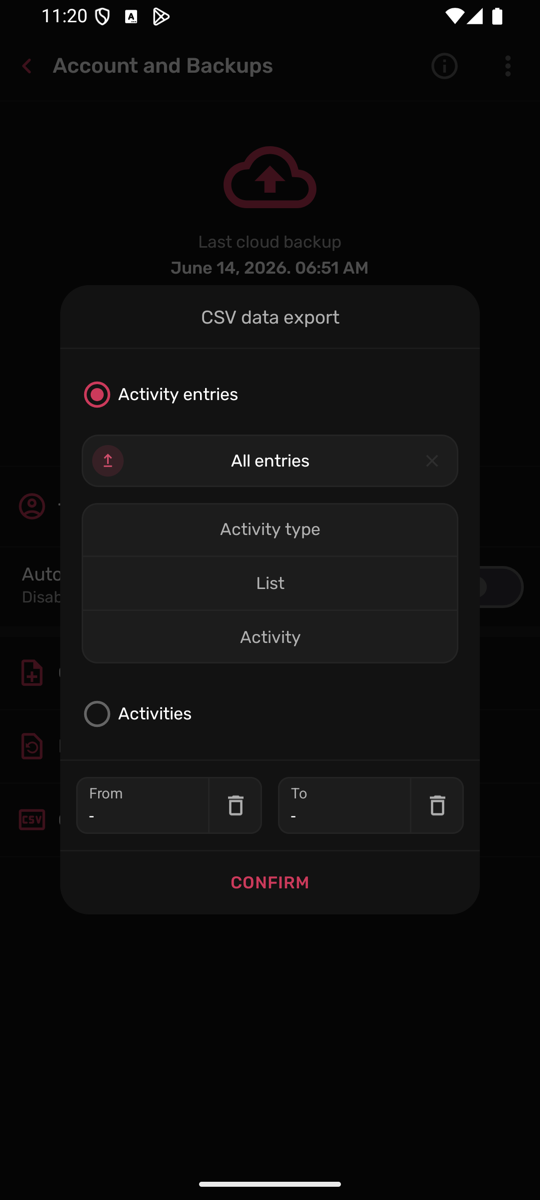 11:20
Account and Backups
Last cloud backup
June 14, 2026. 06:51 AM
CSV data export
Activity entries
All entries
Activity type
List
Activity
Auto
Disab
Activities
CSV
From
-
To
-
CONFIRM